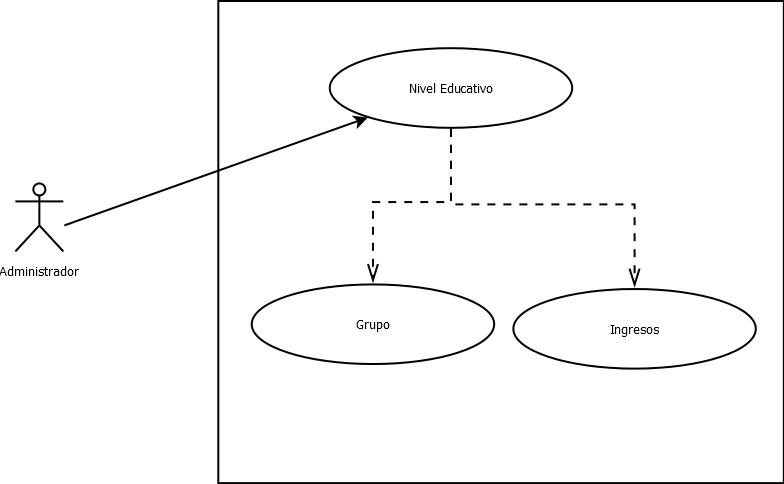 Nivel Educativo
Administrador
Grupo
Ingresos